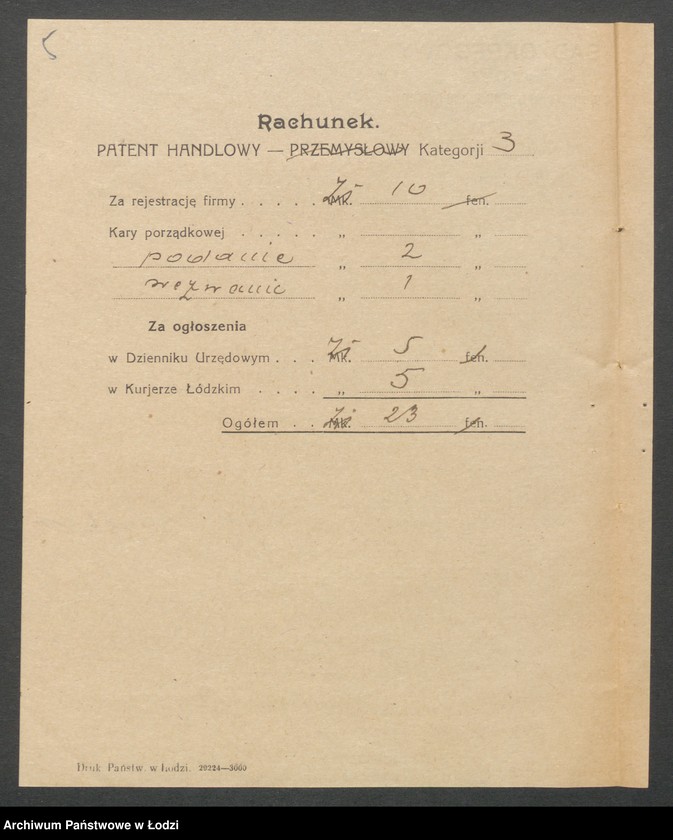 5
Rachunek.
PATENT HANDLOWY — PRZEMYSŁOWY Kategorji 3
Za rejestrację firmy . . . . . Zł Mk. 10 fen.
Kary porządkowej . . . . . „ „
podanie „ 2 „
wezwanie „ 1 „
Za ogłoszenia
w Dzienniku Urzędowym . . . Zł Mk. 5 fen.
w Kurjerze Łódzkim . . . . „ 5 „
Ogółem . . Zł Mk. 23 fen.
Druk Państw. w Łodzi. 29224—3000
Archiwum Państwowe w Łodzi